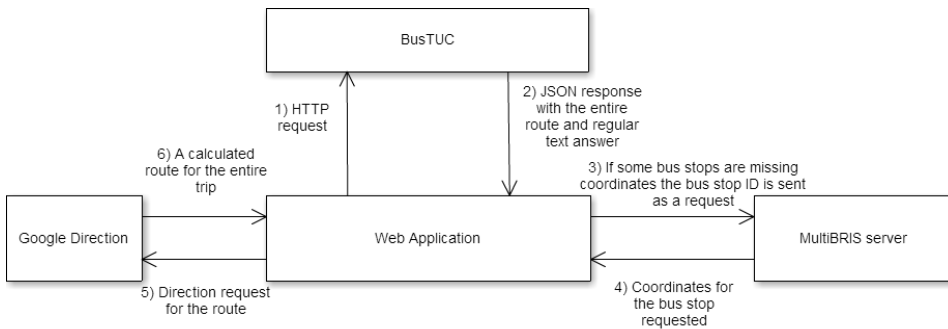 BusTUC
1) HTTP
request
2) JSON response
with the entire
route and regular
text answer
6) A calculated
route for the entire
trip
3) If some bus stops are missing
coordinates the bus stop ID is sent
as a request
Google Direction
Web Application
MultiBRIS server
5) Direction request
for the route
4) Coordinates for
the bus stop
requested